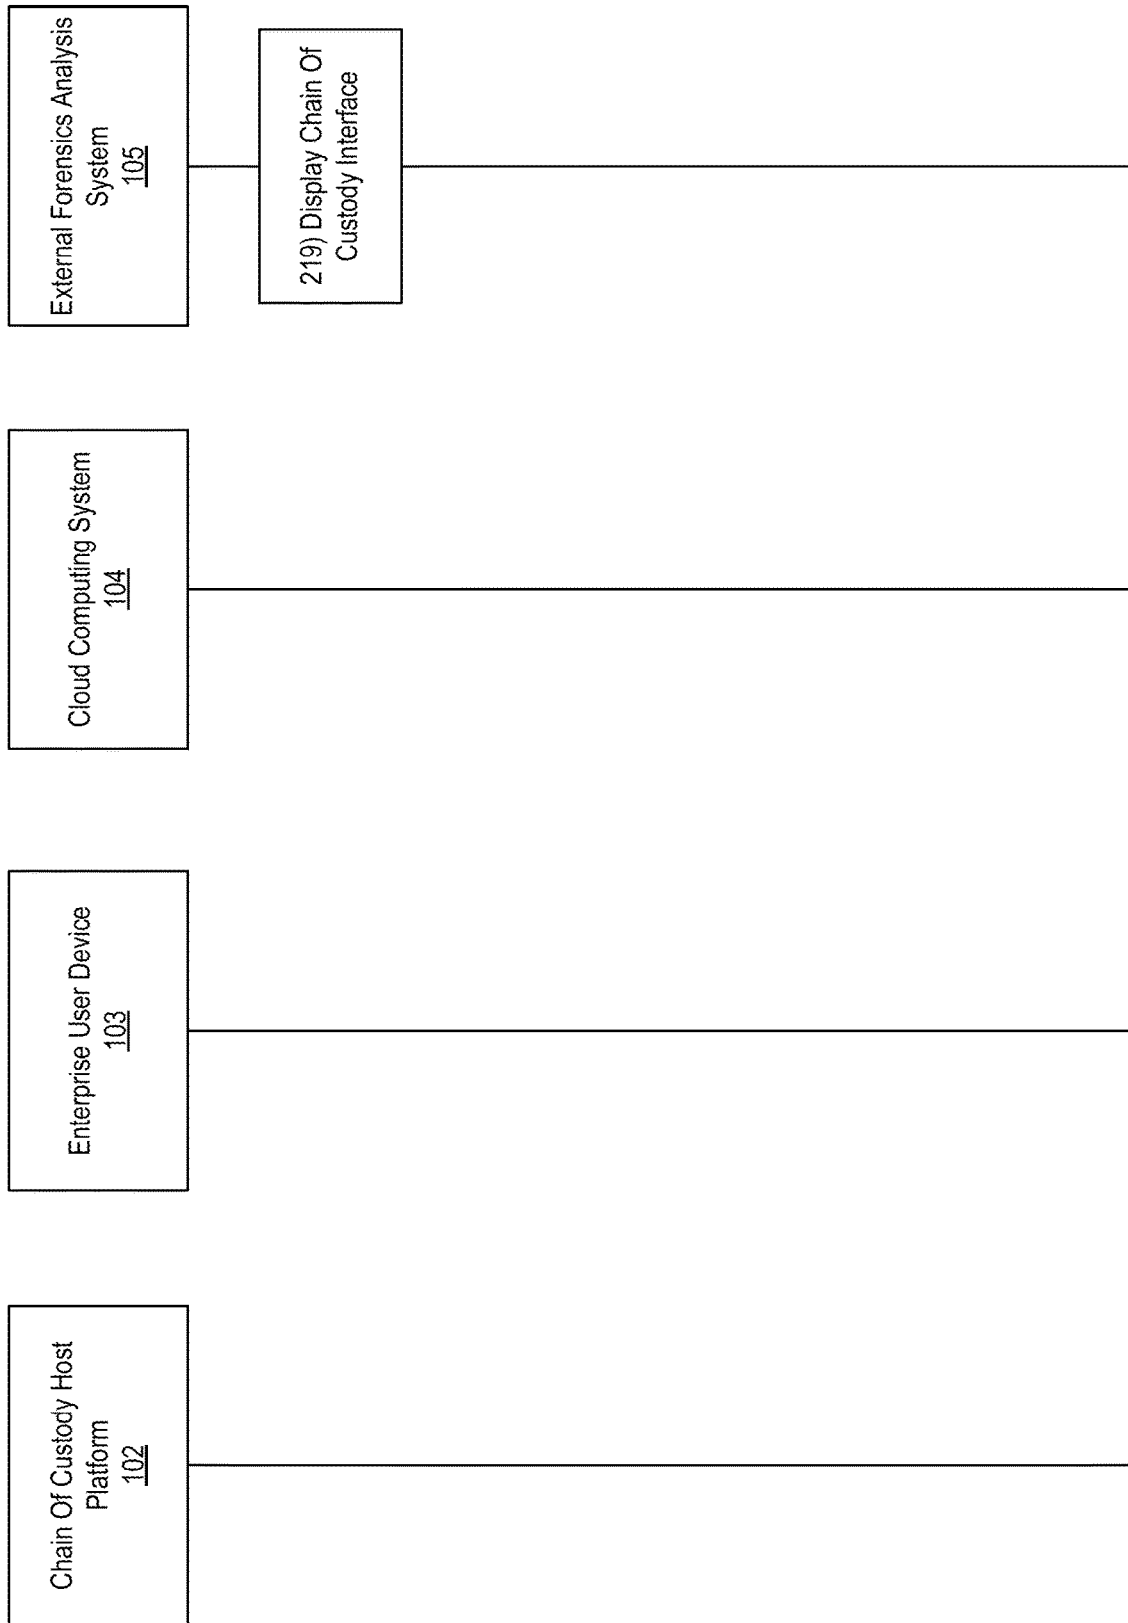 Chain Of Custody Host
Platform
102
Enterprise User Device
103
Cloud Computing System
104
External Forensics Analysis
System
105
219) Display Chain Of
Custody Interface